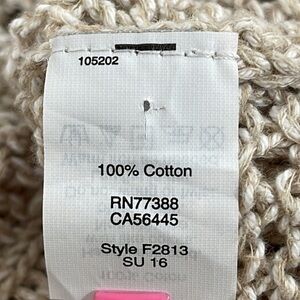 105202
100% Cotton
RN77388
CA56445
Style F2813
SU 16